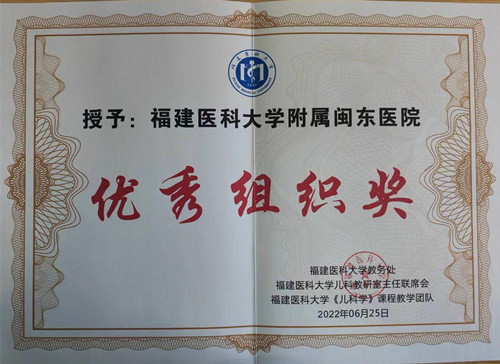 授予：福建医科大学附属闽东医院
优秀组织奖
福建医科大学教务处
福建医科大学儿科教研室主任联席会
福建医科大学《儿科学》课程教学团队
2022年06月25日